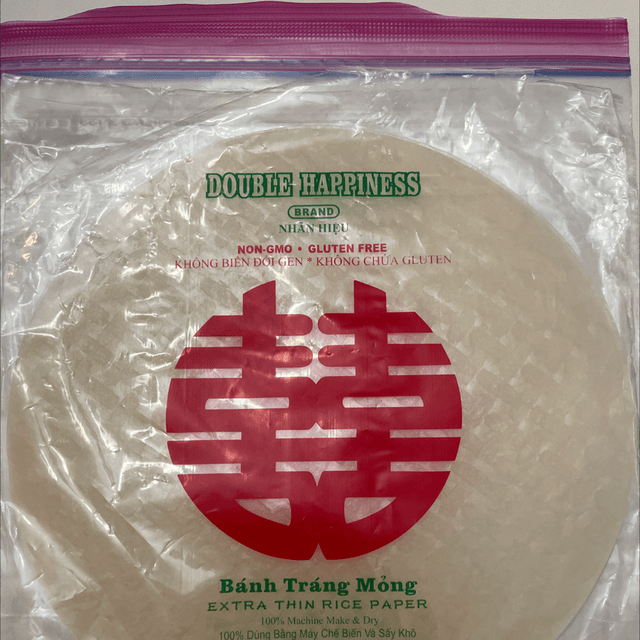 DOUBLE HAPPINESS
BRAND
NHÃN HIỆU
NON-GMO • GLUTEN FREE
KHÔNG BIẾN ĐỔI GEN * KHÔNG CHỨA GLUTEN
囍
Bánh Tráng Mỏng
EXTRA THIN RICE PAPER
100% Machine Make & Dry
100% Dùng Bằng Máy Chế Biến Và Sấy Khô